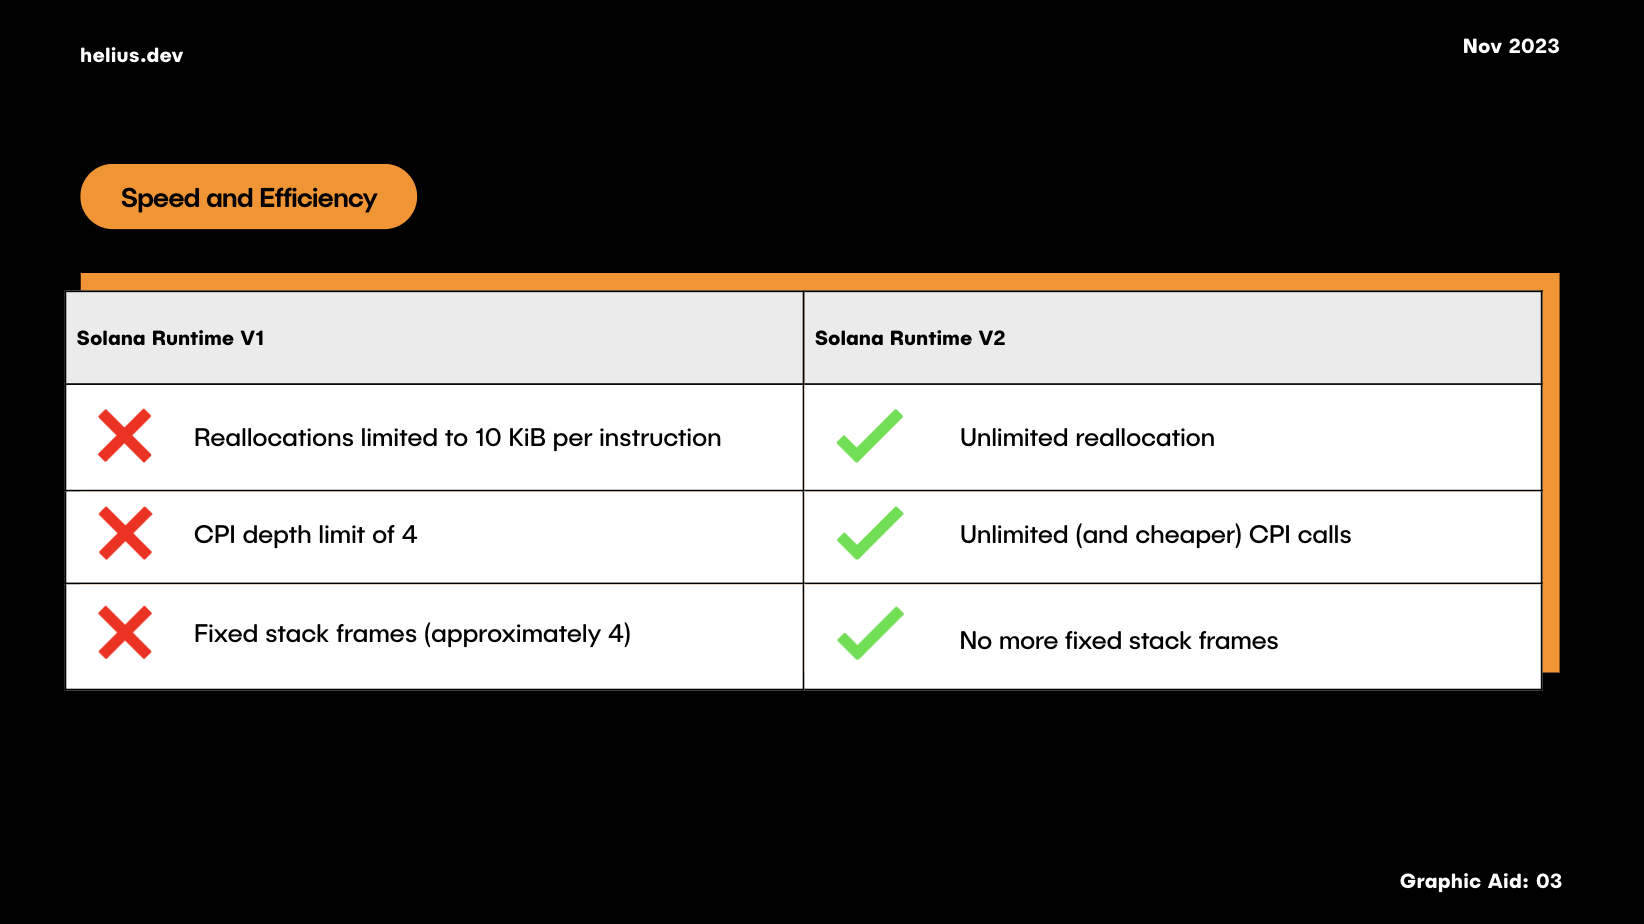 helius.dev
Nov 2023
Speed and Efficiency
Solana Runtime V1
Solana Runtime V2
Reallocations limited to 10 KiB per instruction
Unlimited reallocation
CPI depth limit of 4
Unlimited (and cheaper) CPI calls
Fixed stack frames (approximately 4)
No more fixed stack frames
Graphic Aid: 03